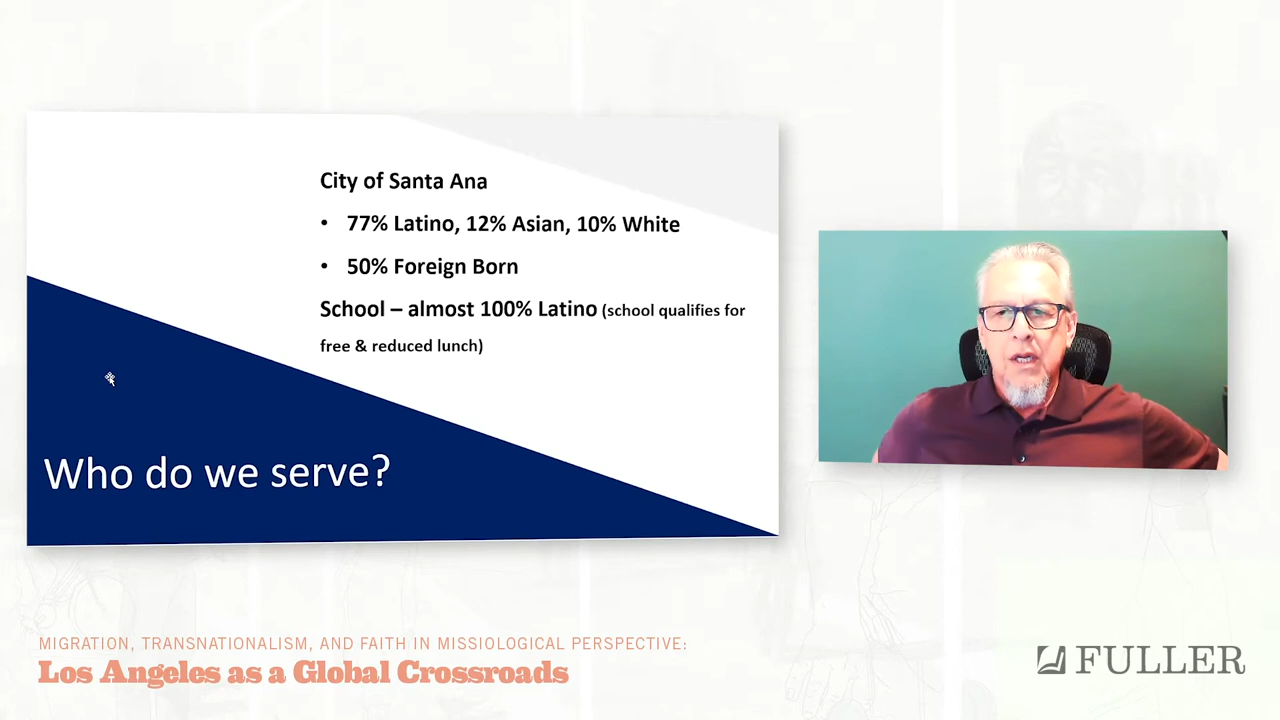 City of Santa Ana
• 77% Latino, 12% Asian, 10% White
• 50% Foreign Born
School – almost 100% Latino (school qualifies for
free & reduced lunch)
Who do we serve?
MIGRATION, TRANSNATIONALISM, AND FAITH IN MISSIOLOGICAL PERSPECTIVE:
Los Angeles as a Global Crossroads
FULLER